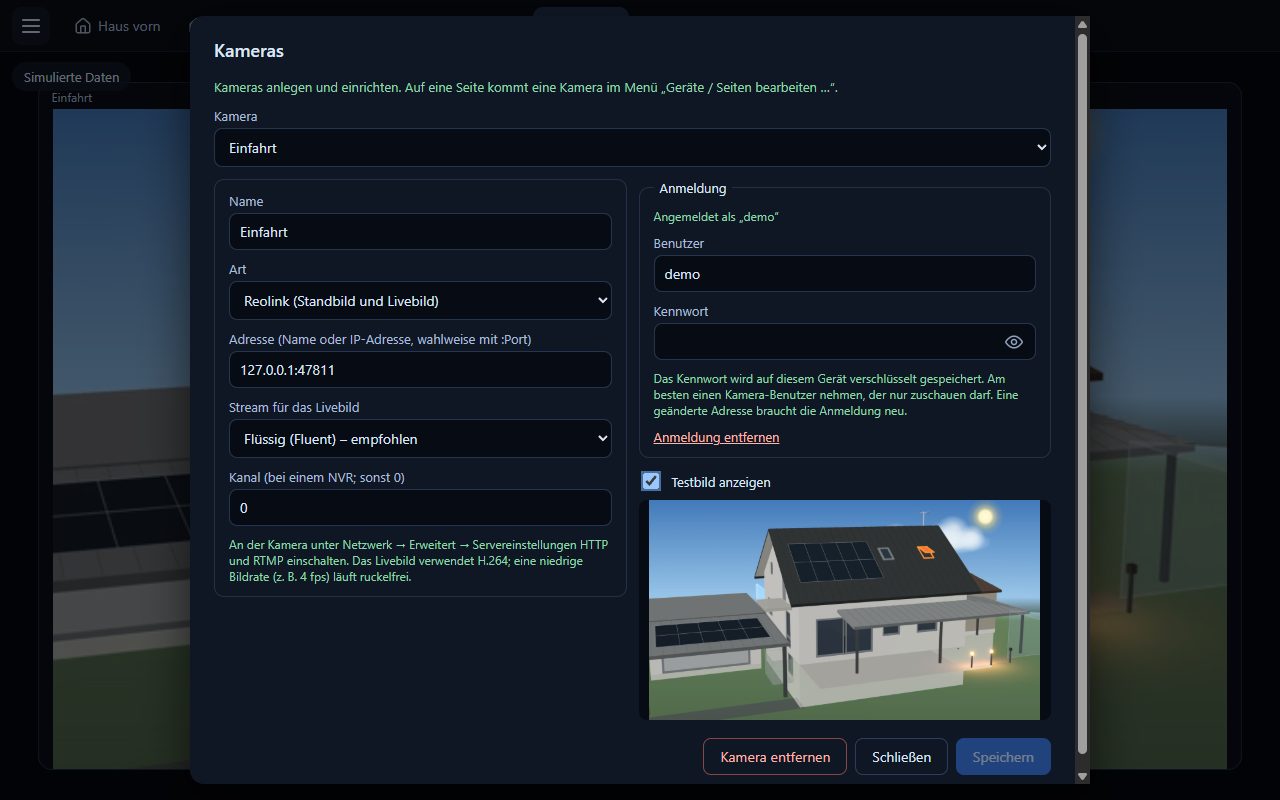 Haus vorn
Simulierte Daten
Einfahrt
Kameras
Kameras anlegen und einrichten. Auf eine Seite kommt eine Kamera im Menü „Geräte / Seiten bearbeiten …“.
Kamera
Einfahrt
Name
Einfahrt
Art
Reolink (Standbild und Livebild)
Adresse (Name oder IP-Adresse, wahlweise mit :Port)
127.0.0.1:47811
Stream für das Livebild
Flüssig (Fluent) – empfohlen
Kanal (bei einem NVR; sonst 0)
0
An der Kamera unter Netzwerk → Erweitert → Servereinstellungen HTTP
und RTMP einschalten. Das Livebild verwendet H.264; eine niedrige
Bildrate (z. B. 4 fps) läuft ruckelfrei.
Anmeldung
Angemeldet als „demo“
Benutzer
demo
Kennwort
Das Kennwort wird auf diesem Gerät verschlüsselt gespeichert. Am
besten einen Kamera-Benutzer nehmen, der nur zuschauen darf. Eine
geänderte Adresse braucht die Anmeldung neu.
Anmeldung entfernen
Testbild anzeigen
Kamera entfernen
Schließen
Speichern